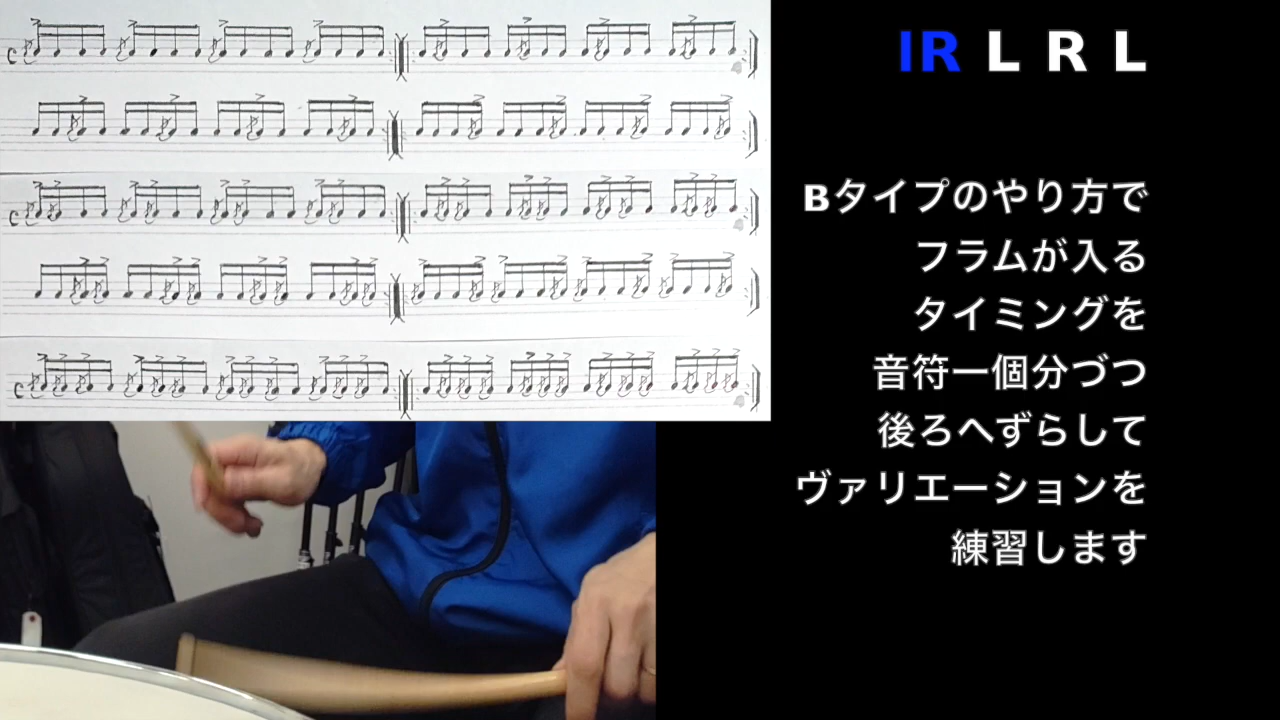 lR L R L
Bタイプのやり方で
フラムが入る
タイミングを
音符一個分づつ
後ろへずらして
ヴァリエーションを
練習します